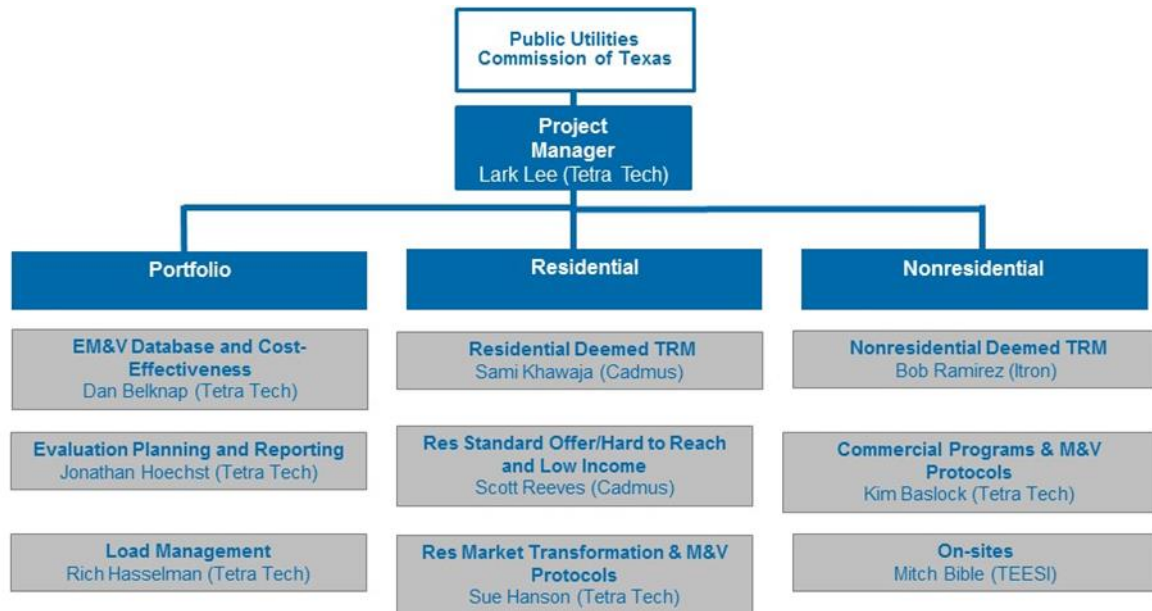 Public Utilities
Commission of Texas
Project
Manager
Lark Lee (Tetra Tech)
Portfolio
EM&V Database and Cost-
Effectiveness
Dan Belknap (Tetra Tech)
Evaluation Planning and Reporting
Jonathan Hoechst (Tetra Tech)
Load Management
Rich Hasselman (Tetra Tech)
Residential
Residential Deemed TRM
Sami Khawaja (Cadmus)
Res Standard Offer/Hard to Reach
and Low Income
Scott Reeves (Cadmus)
Res Market Transformation & M&V
Protocols
Sue Hanson (Tetra Tech)
Nonresidential
Nonresidential Deemed TRM
Bob Ramirez (Itron)
Commercial Programs & M&V
Protocols
Kim Baslock (Tetra Tech)
On-sites
Mitch Bible (TEESI)